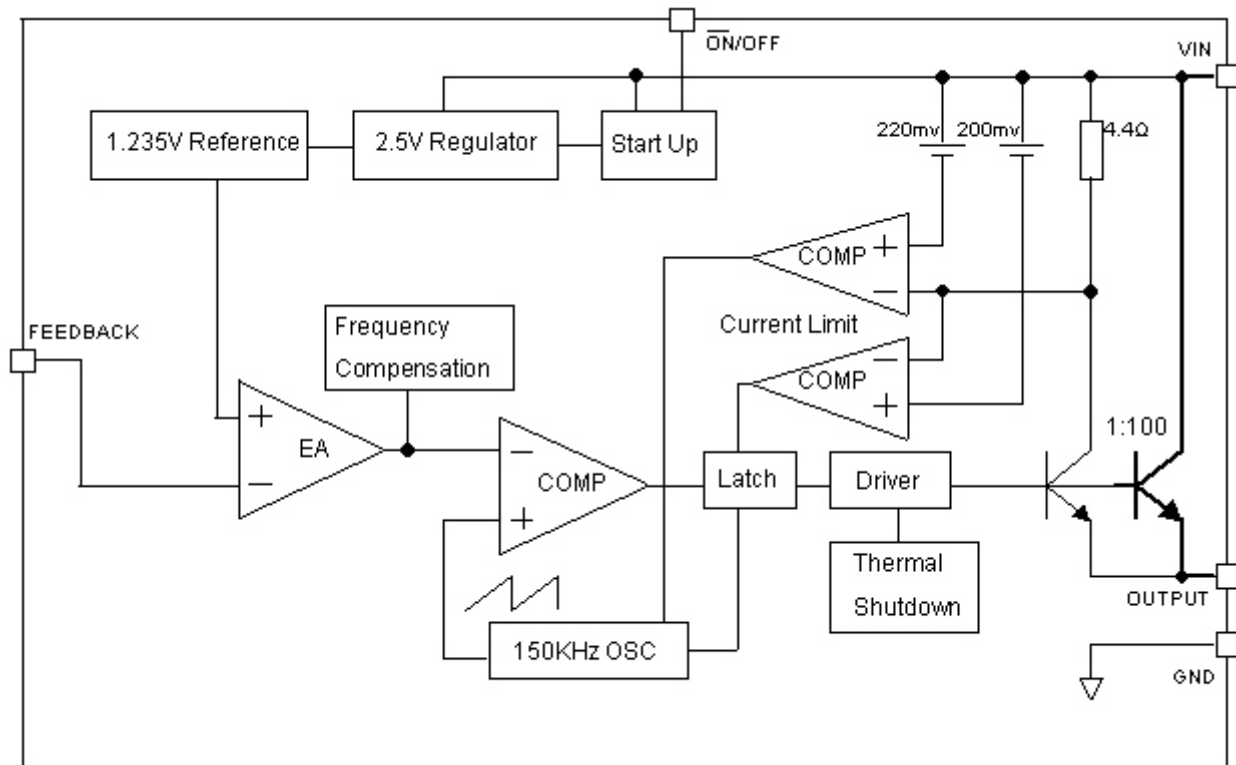 ON/OFF
VIN
1.235V Reference
2.5V Regulator
Start Up
220mv
200mv
4.4Ω
+
COMP
−
FEEDBACK
Frequency
Compensation
Current Limit
−
COMP
+
1:100
+
EA
−
−
COMP
+
Latch
Driver
Thermal
Shutdown
OUTPUT
150KHz OSC
GND